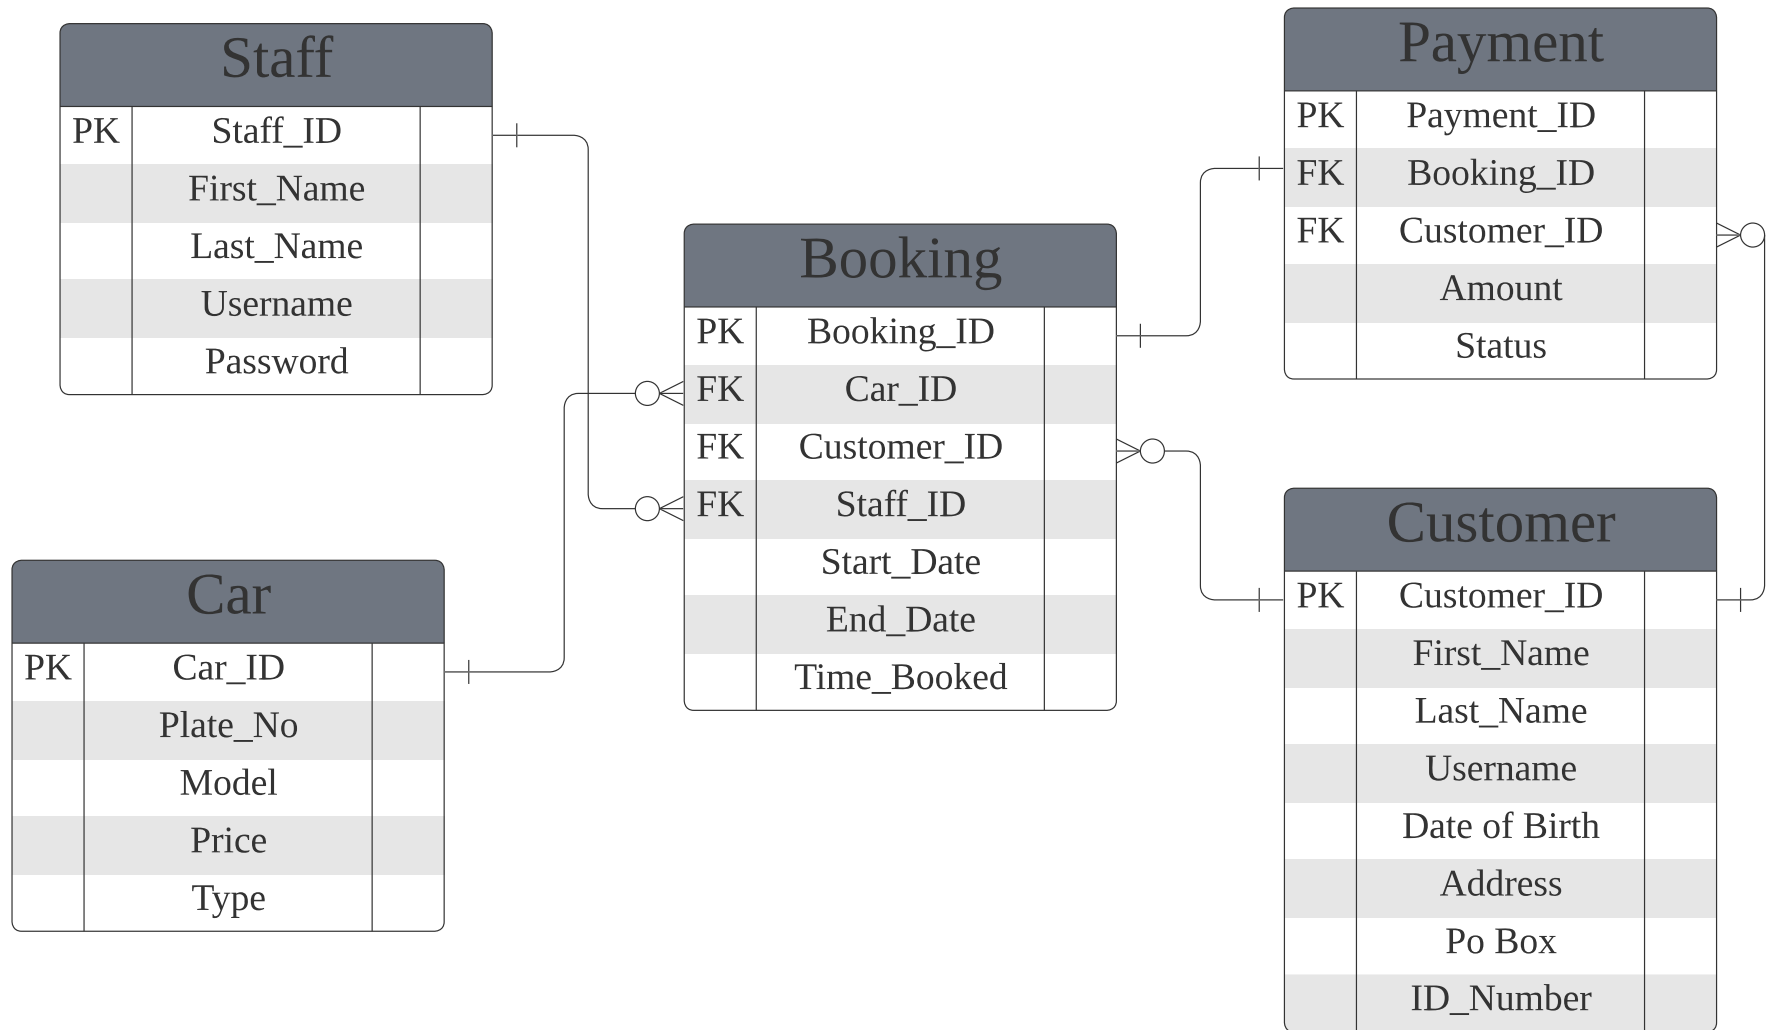 Staff
PK Staff_ID
First_Name
Last_Name
Username
Password
Car
PK Car_ID
Plate_No
Model
Price
Type
Booking
PK Booking_ID
FK Car_ID
FK Customer_ID
FK Staff_ID
Start_Date
End_Date
Time_Booked
Payment
PK Payment_ID
FK Booking_ID
FK Customer_ID
Amount
Status
Customer
PK Customer_ID
First_Name
Last_Name
Username
Date of Birth
Address
Po Box
ID_Number